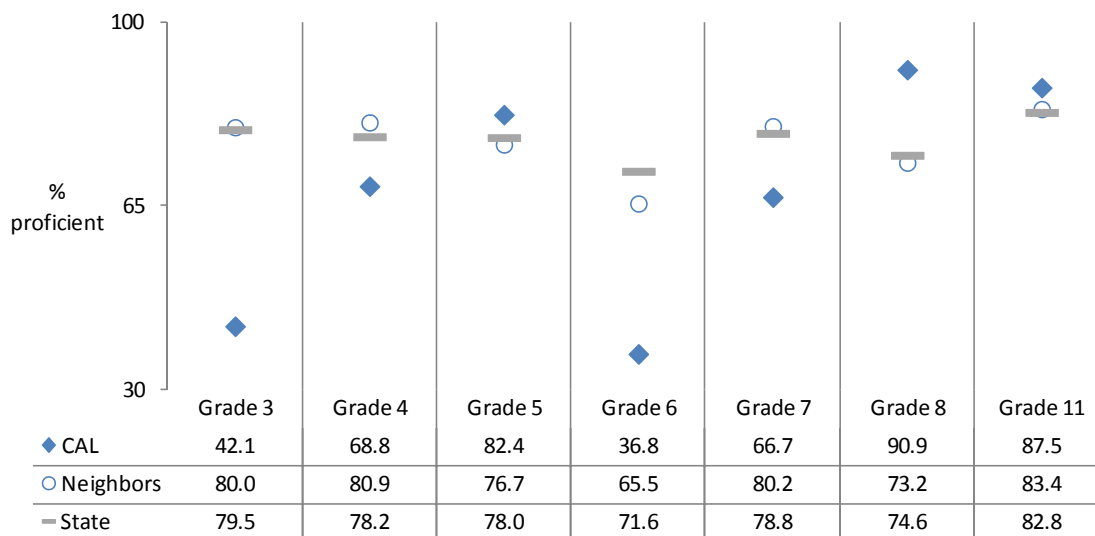 100
%
proficient
65
30
Grade 3 Grade 4 Grade 5 Grade 6 Grade 7 Grade 8 Grade 11
CAL 42.1 68.8 82.4 36.8 66.7 90.9 87.5
Neighbors 80.0 80.9 76.7 65.5 80.2 73.2 83.4
State 79.5 78.2 78.0 71.6 78.8 74.6 82.8